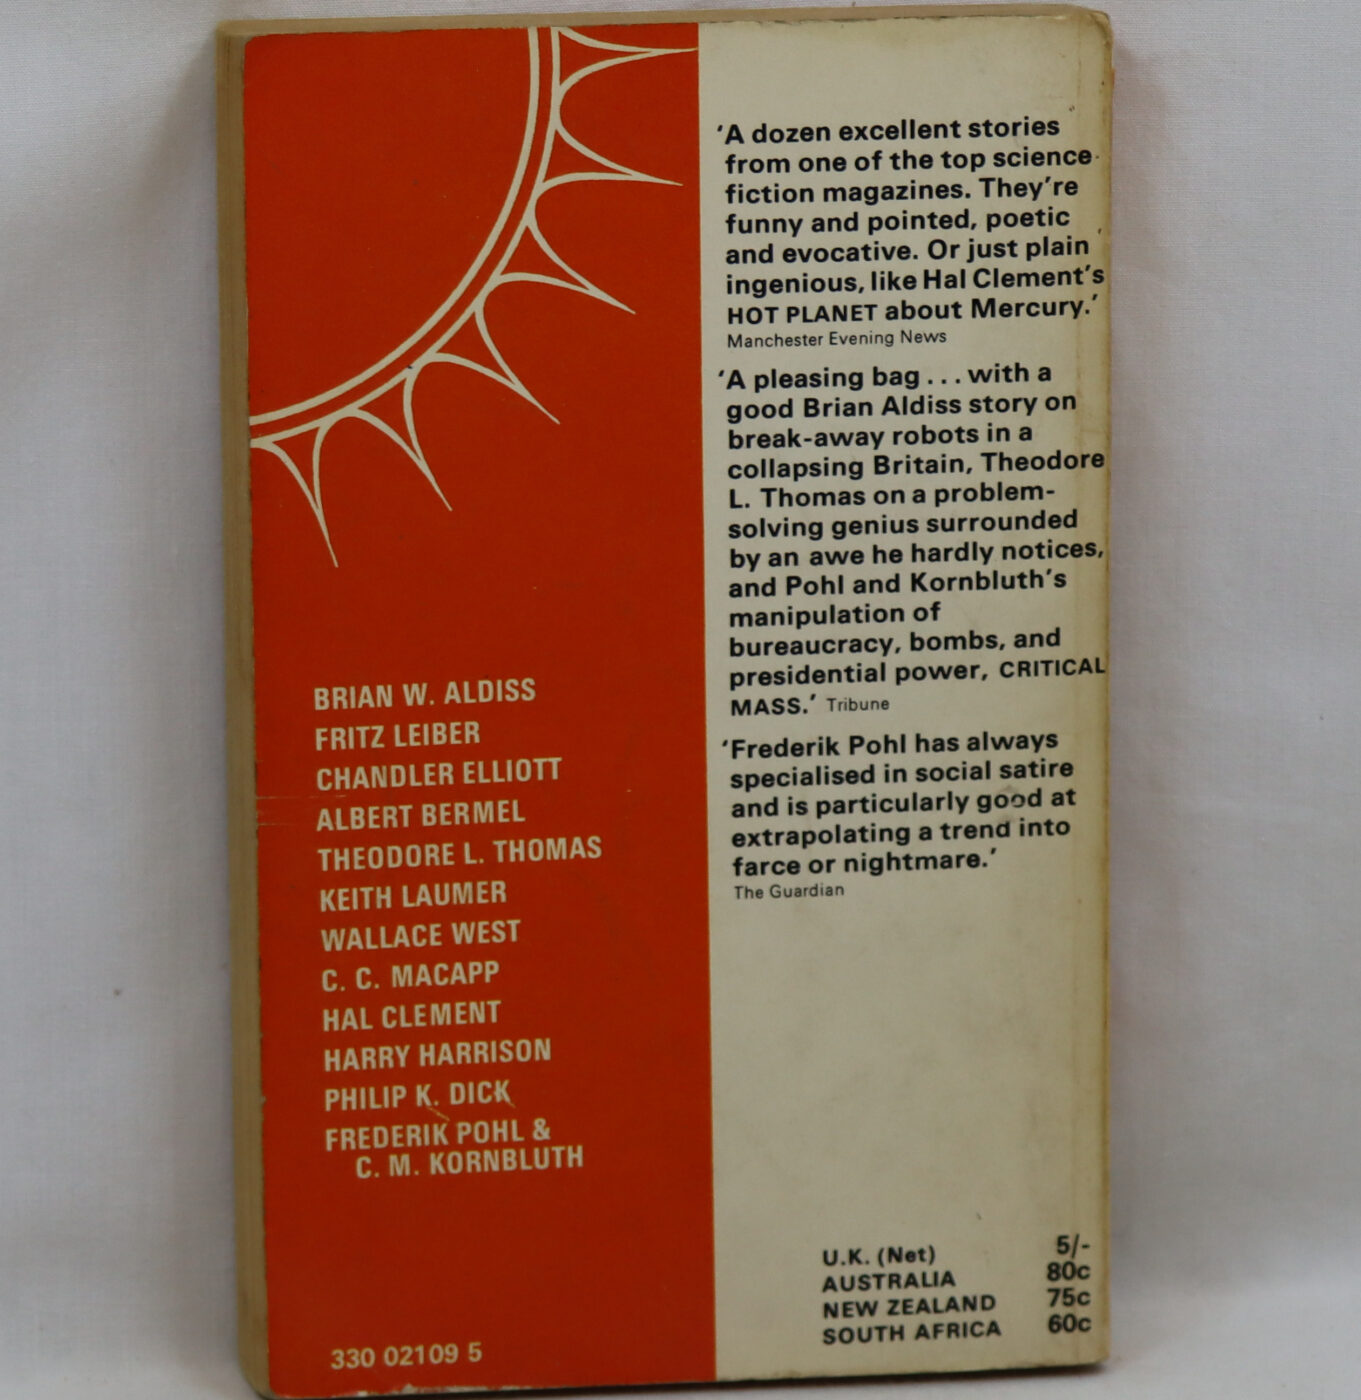 BRIAN W. ALDISS
FRITZ LEIBER
CHANDLER ELLIOTT
ALBERT BERMEL
THEODORE L. THOMAS
KEITH LAUMER
WALLACE WEST
C. C. MACAPP
HAL CLEMENT
HARRY HARRISON
PHILIP K. DICK
FREDERIK POHL &
C. M. KORNBLUTH
330 02109 5
‘A dozen excellent stories
from one of the top science
fiction magazines. They’re
funny and pointed, poetic
and evocative. Or just plain
ingenious, like Hal Clement’s
HOT PLANET about Mercury.’
Manchester Evening News
‘A pleasing bag . . . with a
good Brian Aldiss story on
break-away robots in a
collapsing Britain, Theodore
L. Thomas on a problem-
solving genius surrounded
by an awe he hardly notices,
and Pohl and Kornbluth’s
manipulation of
bureaucracy, bombs, and
presidential power, CRITICAL
MASS.’ Tribune
‘Frederik Pohl has always
specialised in social satire
and is particularly good at
extrapolating a trend into
farce or nightmare.’
The Guardian
U.K. (Net) 5/-
AUSTRALIA 80c
NEW ZEALAND 75c
SOUTH AFRICA 60c